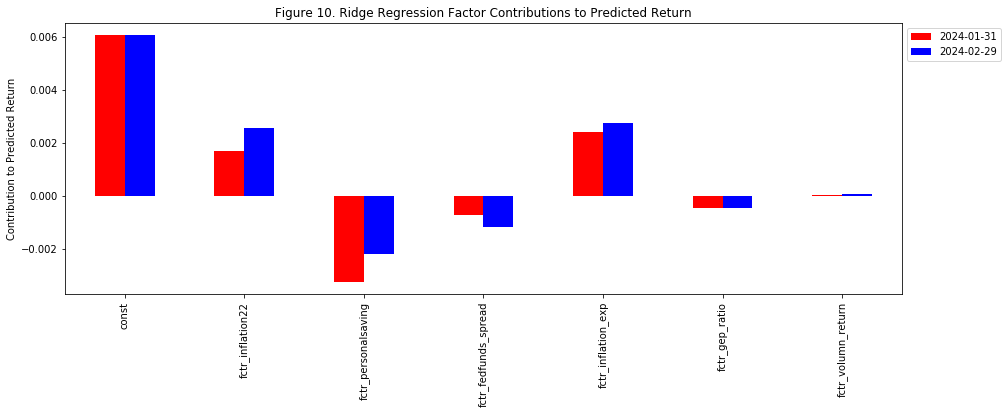 Figure 10. Ridge Regression Factor Contributions to Predicted Return
2024-01-31
2024-02-29
Contribution to Predicted Return
0.006
0.004
0.002
0.000
−0.002
const
fctr_inflation22
fctr_personalsaving
fctr_fedfunds_spread
fctr_inflation_exp
fctr_gep_ratio
fctr_volumn_return